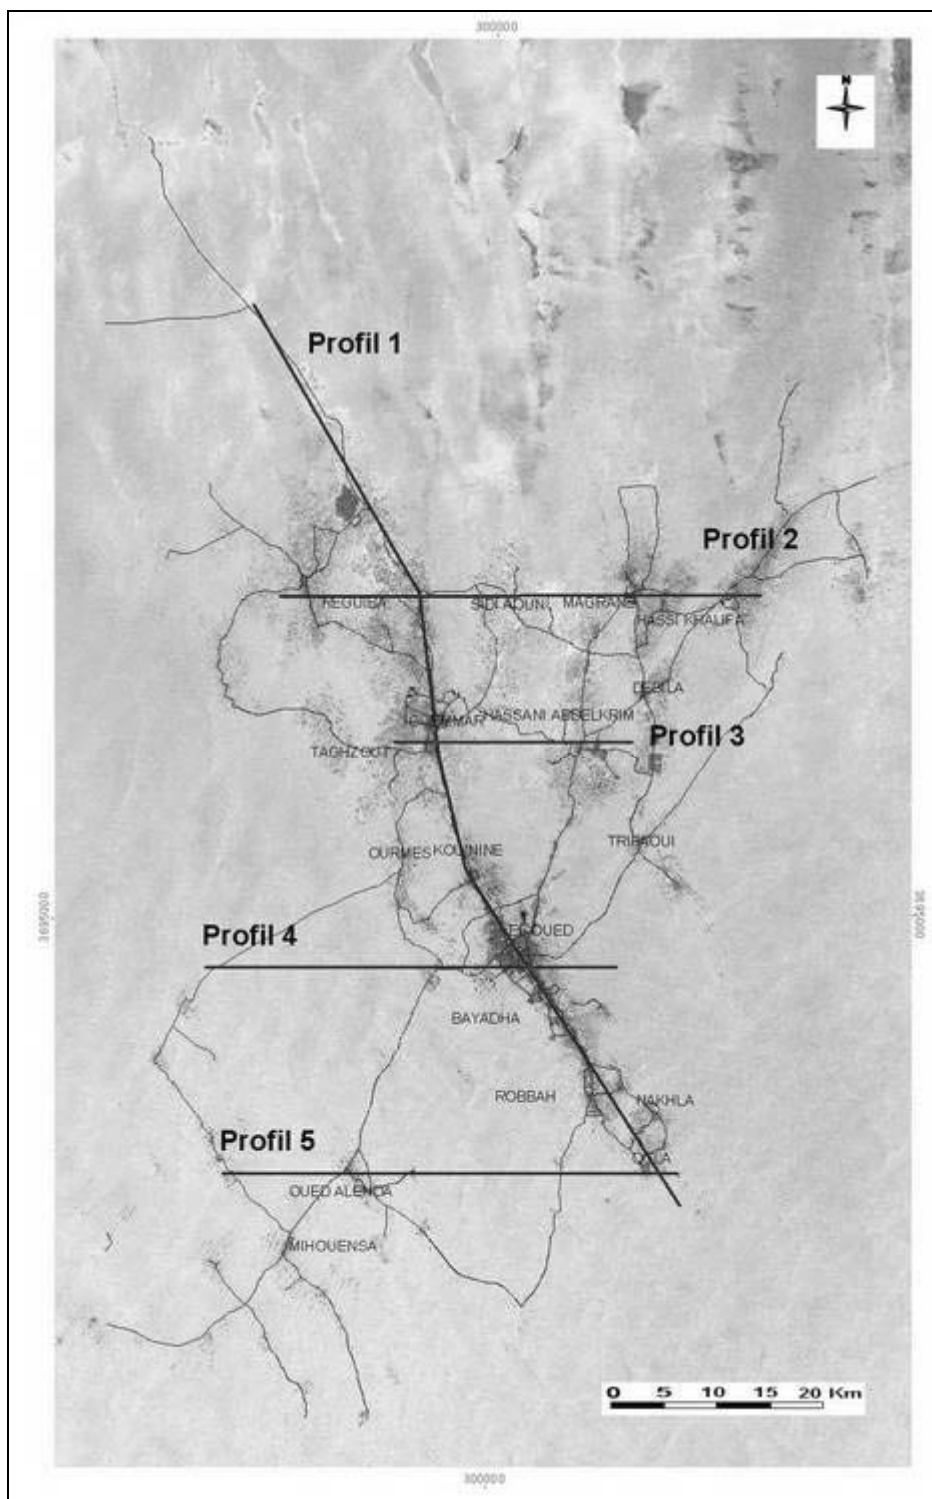 300000
N
Profil 1
Profil 2
REGUIBA
SIDI AOUNI
MAGRANE
HASSI KHALIFA
DEBILA
HASSANI ABDELKRIM
Profil 3
TAGHZOUT
TRIFAOUI
OURMES
KOUININE
3695000
3695000
EL OUED
Profil 4
BAYADHA
ROBBAH
NAKHLA
Profil 5
OUED ALENDA
MIHOUENSA
0 5 10 15 20 Km
300000